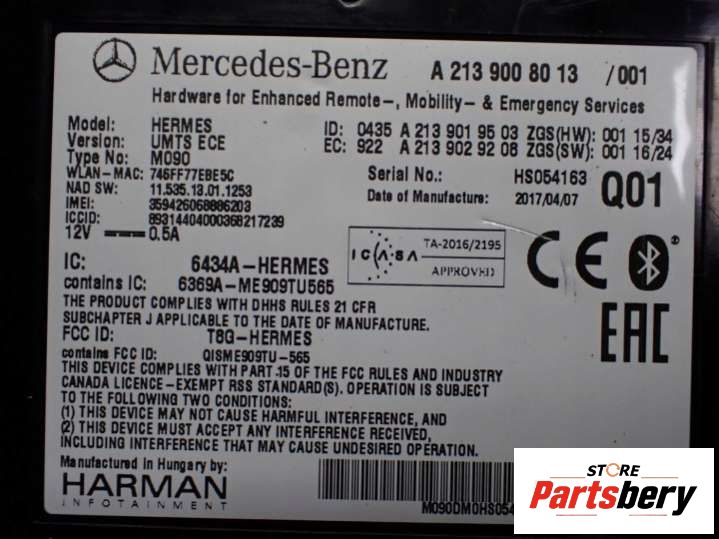 Mercedes-Benz A 213 900 80 13 /001
Hardware for Enhanced Remote-, Mobility- & Emergency Services
Model: HERMES ID: 0435 A 213 901 95 03 ZGS(HW): 001 15/34
Version: UMTS ECE EC: 922 A 213 902 92 08 ZGS(SW): 001 16/24
Type No: M090
WLAN-MAC: 746FF77EBE5C Serial No.: HS054163 Q01
NAD SW: 11.535.13.01.1253 Date of Manufacture: 2017/04/07
IMEI: 359426068886203
ICCID: 89314404000368217239
12V 0.5A
ICASA TA-2016/2195
APPROVED
CE
EAC
IC: 6434A-HERMES
contains IC: 6369A-ME909TU565
THE PRODUCT COMPLIES WITH DHHS RULES 21 CFR
SUBCHAPTER J APPLICABLE TO THE DATE OF MANUFACTURE.
FCC ID: T8G-HERMES
contains FCC ID: QISME909TU-565
THIS DEVICE COMPLIES WITH PART.15 OF THE FCC RULES AND INDUSTRY
CANADA LICENCE-EXEMPT RSS STANDARD(S). OPERATION IS SUBJECT
TO THE FOLLOWING TWO CONDITIONS:
(1) THIS DEVICE MAY NOT CAUSE HARMFUL INTERFERENCE, AND
(2) THIS DEVICE MUST ACCEPT ANY INTERFERENCE RECEIVED,
INCLUDING INTERFERENCE THAT MAY CAUSE UNDESIRED OPERATION.
Manufactured in Hungary by:
HARMAN
INFOTAINMENT
M090DM0HS054
STORE
Partsbery